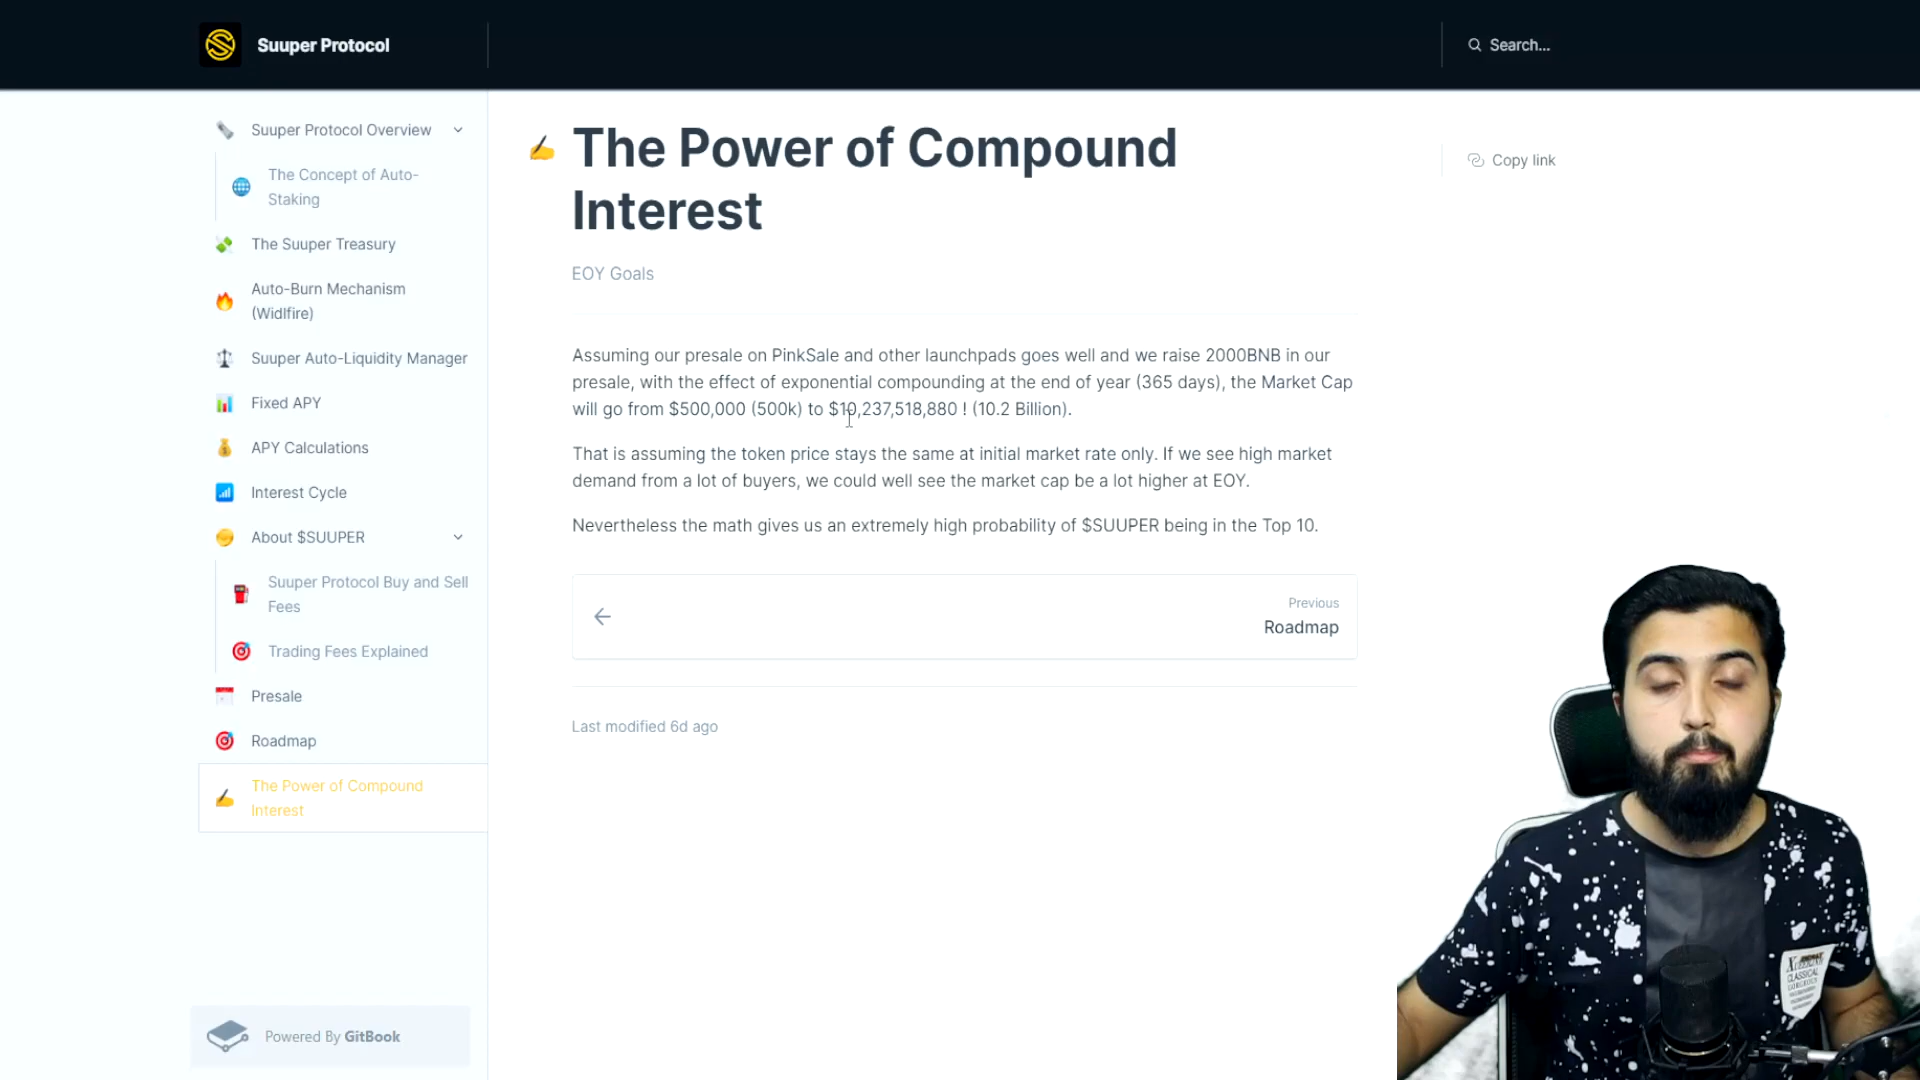 Suuper Protocol
Search...
Suuper Protocol Overview
The Concept of Auto-
Staking
The Suuper Treasury
Auto-Burn Mechanism
(Widlfire)
Suuper Auto-Liquidity Manager
Fixed APY
APY Calculations
Interest Cycle
About $SUUPER
Suuper Protocol Buy and Sell
Fees
Trading Fees Explained
Presale
Roadmap
The Power of Compound
Interest
Powered By GitBook
The Power of Compound
Interest
EOY Goals
Assuming our presale on PinkSale and other launchpads goes well and we raise 2000BNB in our
presale, with the effect of exponential compounding at the end of year (365 days), the Market Cap
will go from $500,000 (500k) to $10,237,518,880 ! (10.2 Billion).
That is assuming the token price stays the same at initial market rate only. If we see high market
demand from a lot of buyers, we could well see the market cap be a lot higher at EOY.
Nevertheless the math gives us an extremely high probability of $SUUPER being in the Top 10.
Previous
Roadmap
Last modified 6d ago
Copy link
CLASSICAL